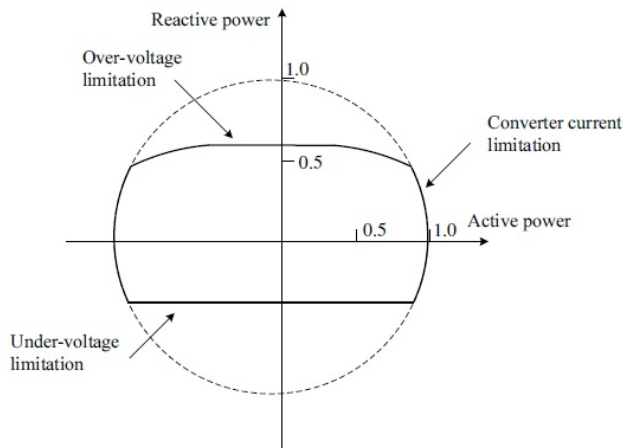 Reactive power
Over-voltage
limitation
1.0
Converter current
limitation
0.5
Active power
0.5
1.0
Under-voltage
limitation